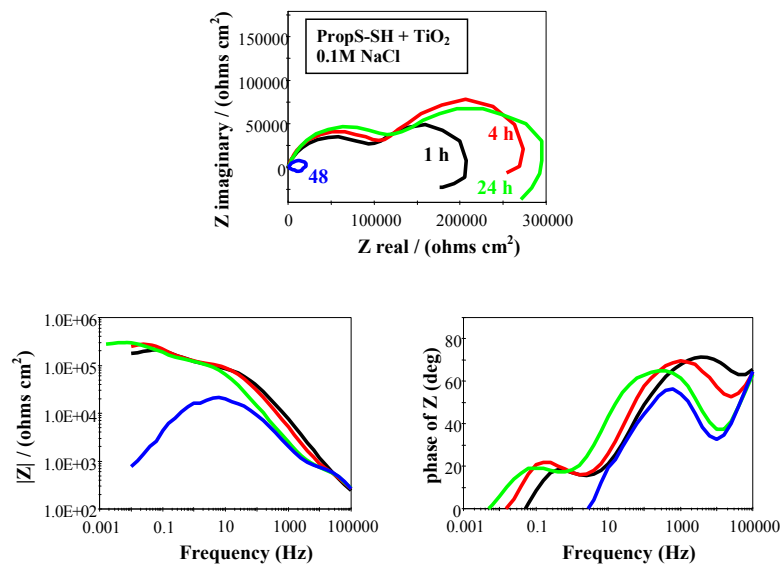 PropS-SH + TiO2
0.1M NaCl
Z imaginary / (ohms cm2)
150000
100000
50000
0
0
100000
200000
300000
Z real / (ohms cm2)
1 h
4 h
24 h
48
|Z| / (ohms cm2)
1.0E+06
1.0E+05
1.0E+04
1.0E+03
1.0E+02
0.001
0.1
10
1000
100000
Frequency (Hz)
phase of Z (deg)
80
60
40
20
0
0.001
0.1
10
1000
100000
Frequency (Hz)